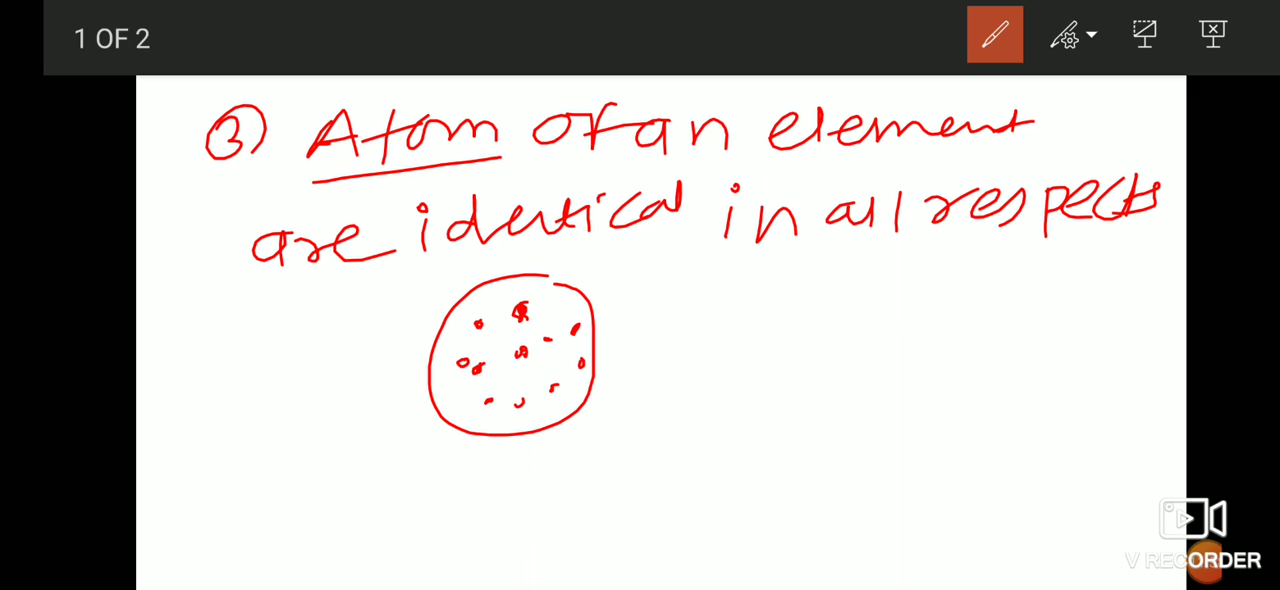 1 OF 2
3) Atom of an element
are identical in all respects
V RECORDER